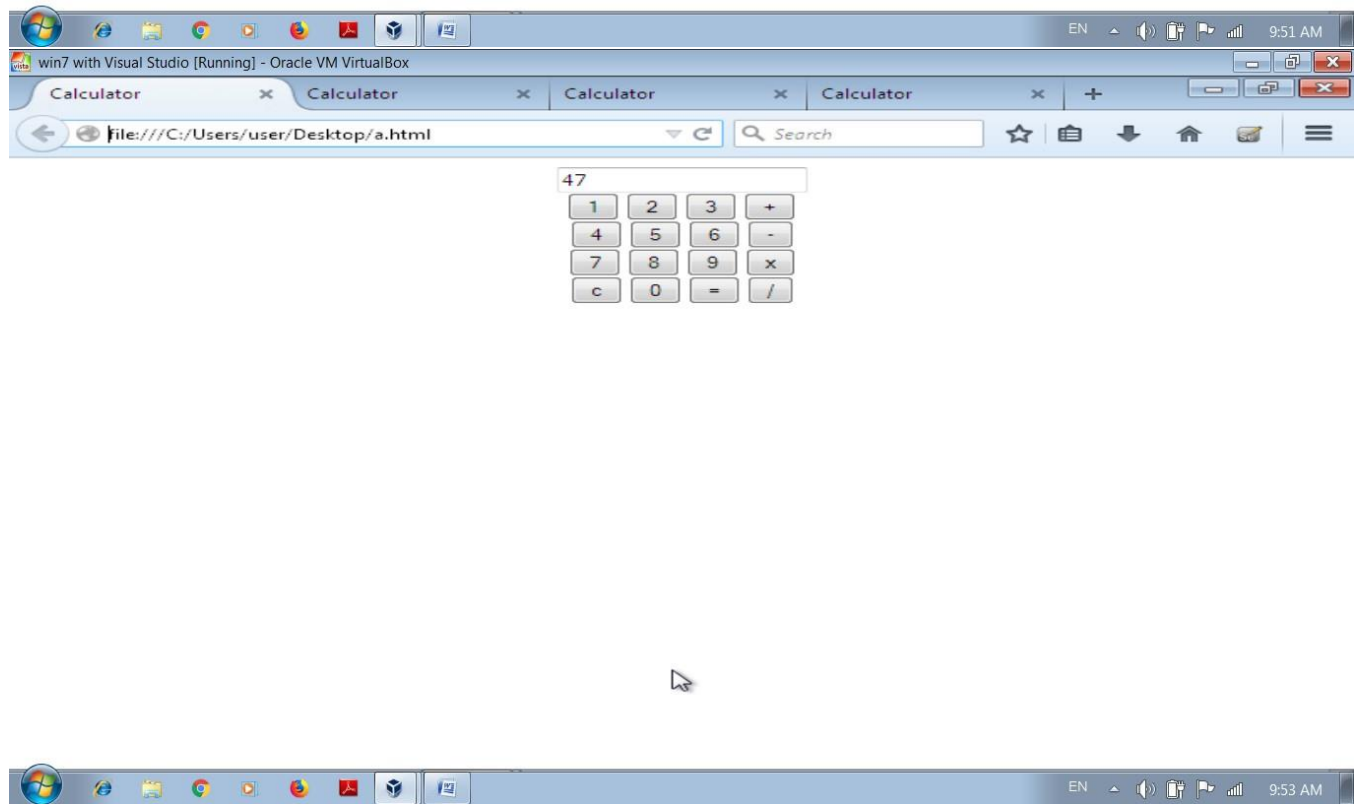 EN 9:51 AM
win7 with Visual Studio [Running] - Oracle VM VirtualBox
Calculator Calculator Calculator Calculator
file:///C:/Users/user/Desktop/a.html Search
47
1 2 3 +
4 5 6 -
7 8 9 x
c 0 = /
EN 9:53 AM